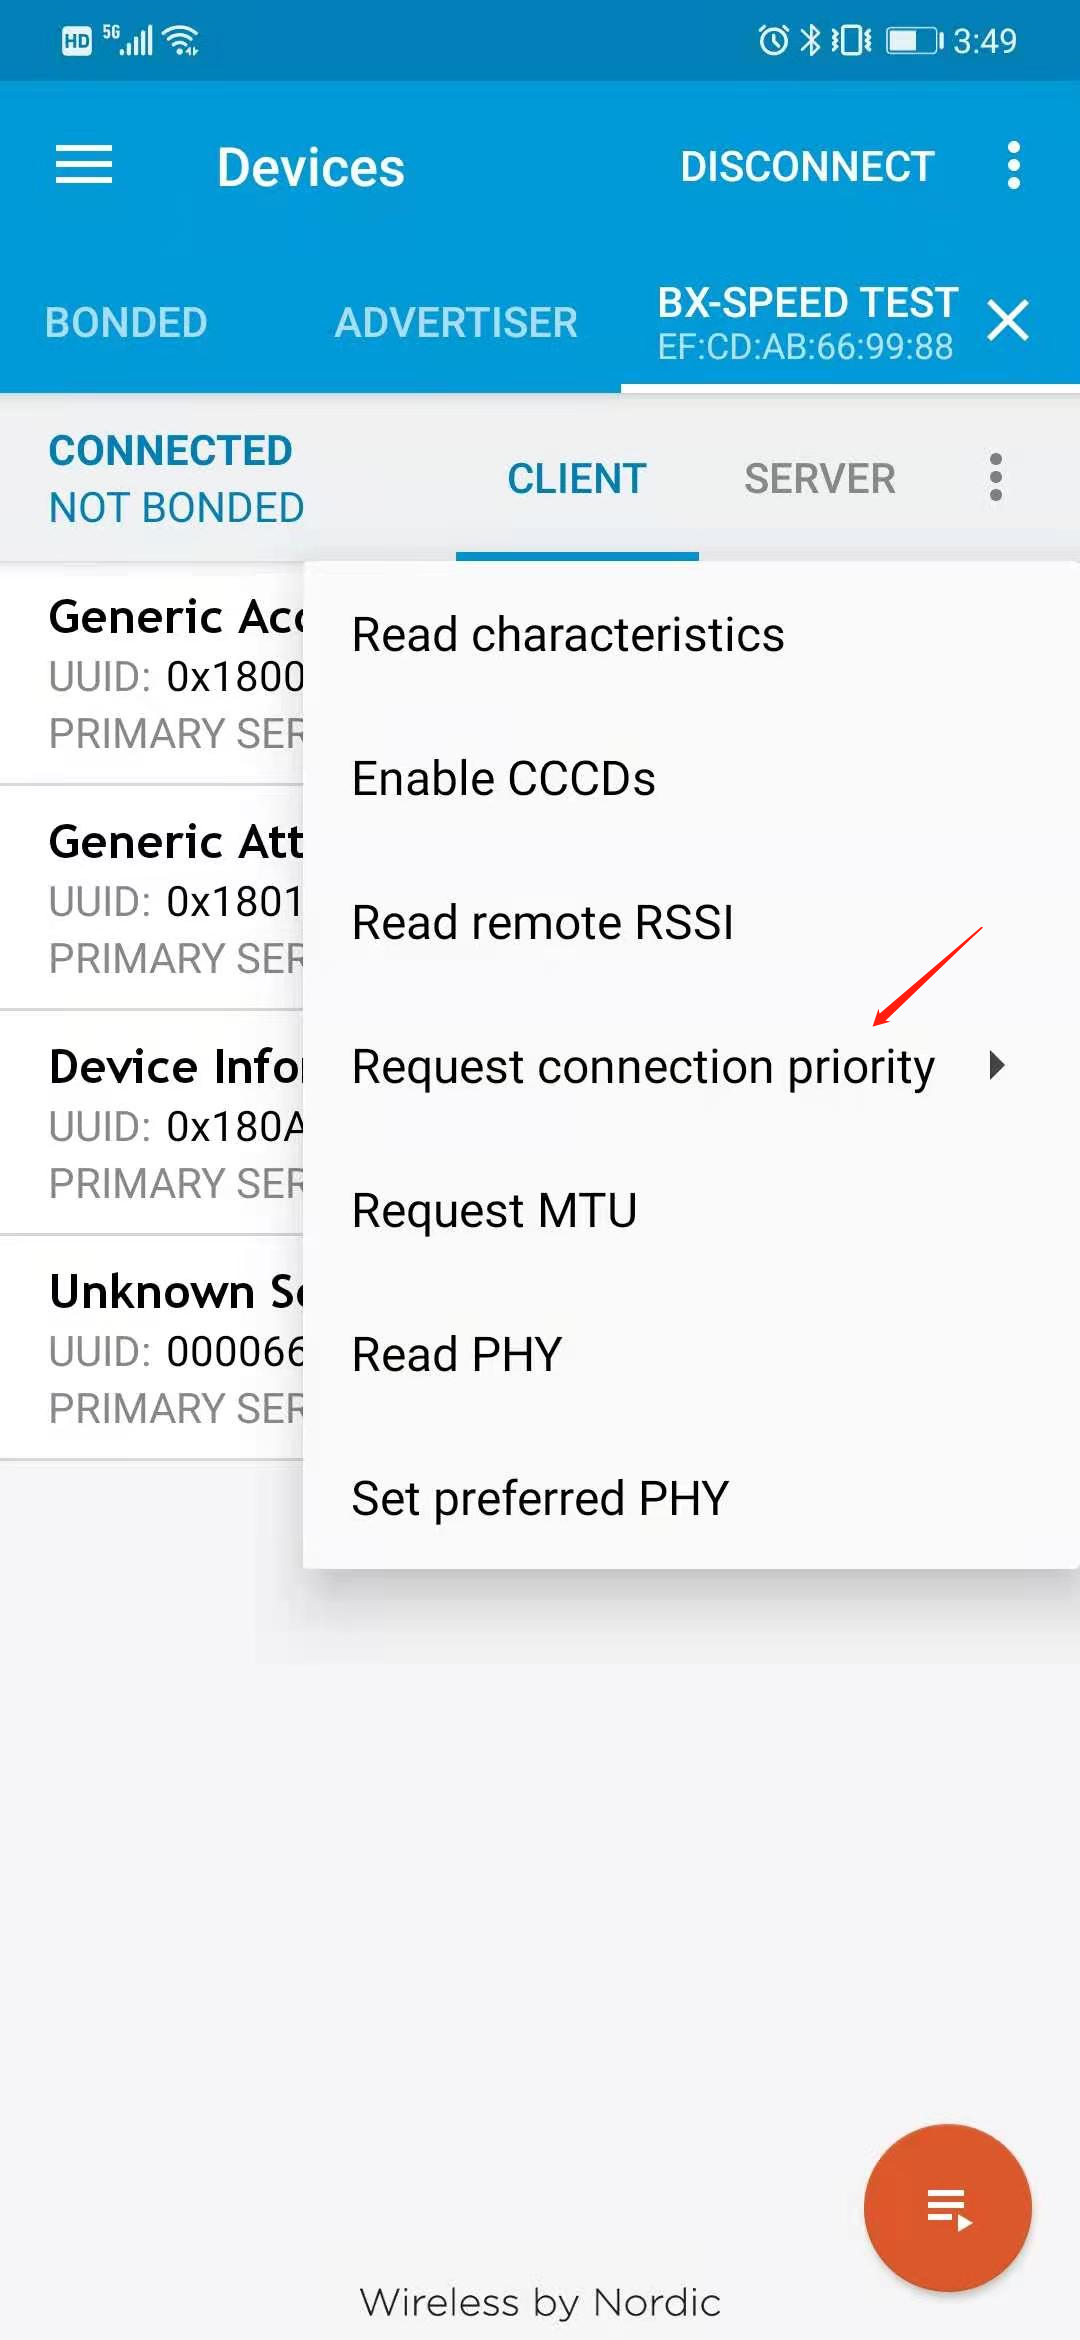 HD 5G 3:49
Devices DISCONNECT
BONDED ADVERTISER BX-SPEED TEST
EF:CD:AB:66:99:88
CONNECTED
NOT BONDED
CLIENT SERVER
Generic Acc
UUID: 0x1800
PRIMARY SER
Generic Att
UUID: 0x1801
PRIMARY SER
Device Infor
UUID: 0x180A
PRIMARY SER
Unknown Se
UUID: 000066
PRIMARY SER
Read characteristics
Enable CCCDs
Read remote RSSI
Request connection priority
Request MTU
Read PHY
Set preferred PHY
Wireless by Nordic